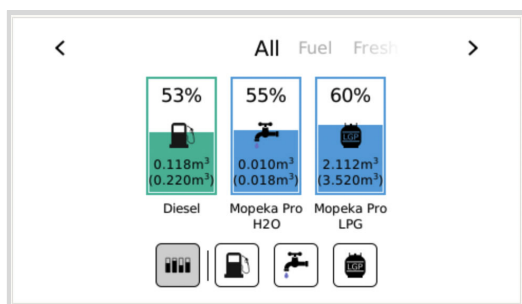 All Fuel Fresh
53% 55% 60%
LGP
0.118m³ 0.010m³ 2.112m³
(0.220m³) (0.018m³) (3.520m³)
Diesel Mopeka Pro Mopeka Pro
H2O LPG
LGP